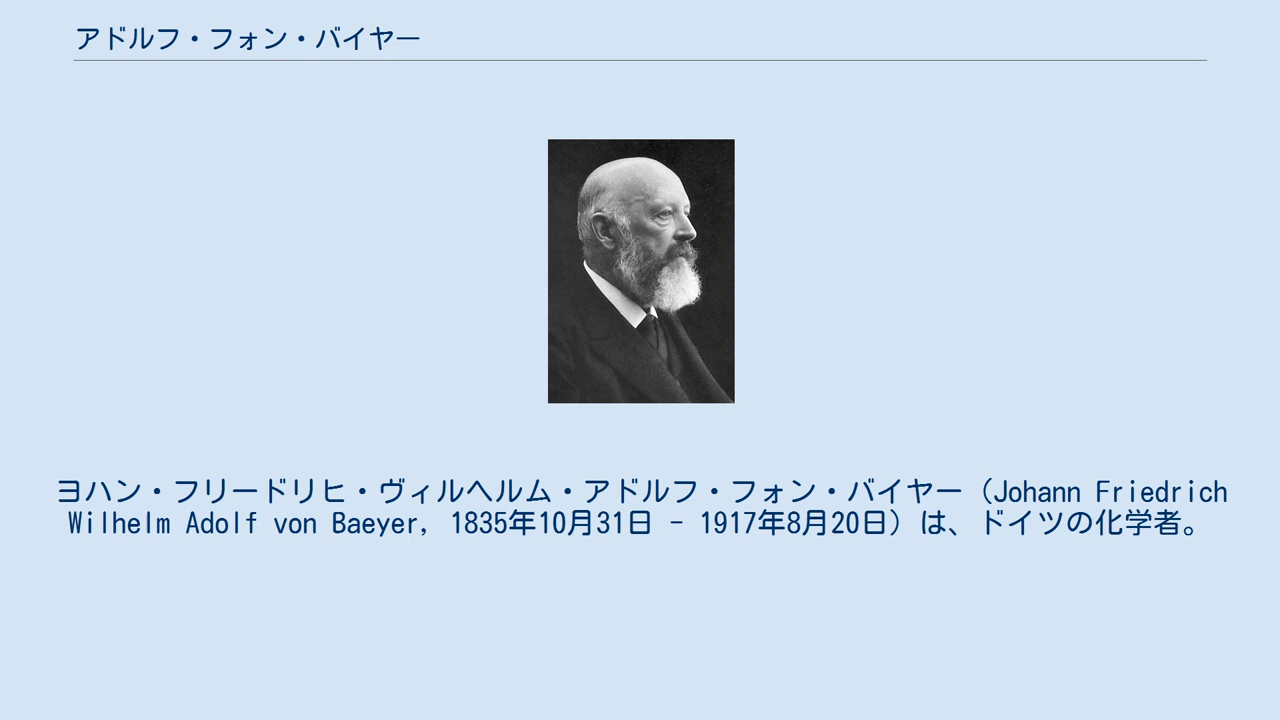 アドルフ・フォン・バイヤー
ヨハン・フリードリヒ・ヴィルヘルム・アドルフ・フォン・バイヤー（Johann Friedrich
Wilhelm Adolf von Baeyer, 1835年10月31日 - 1917年8月20日）は、ドイツの化学者。